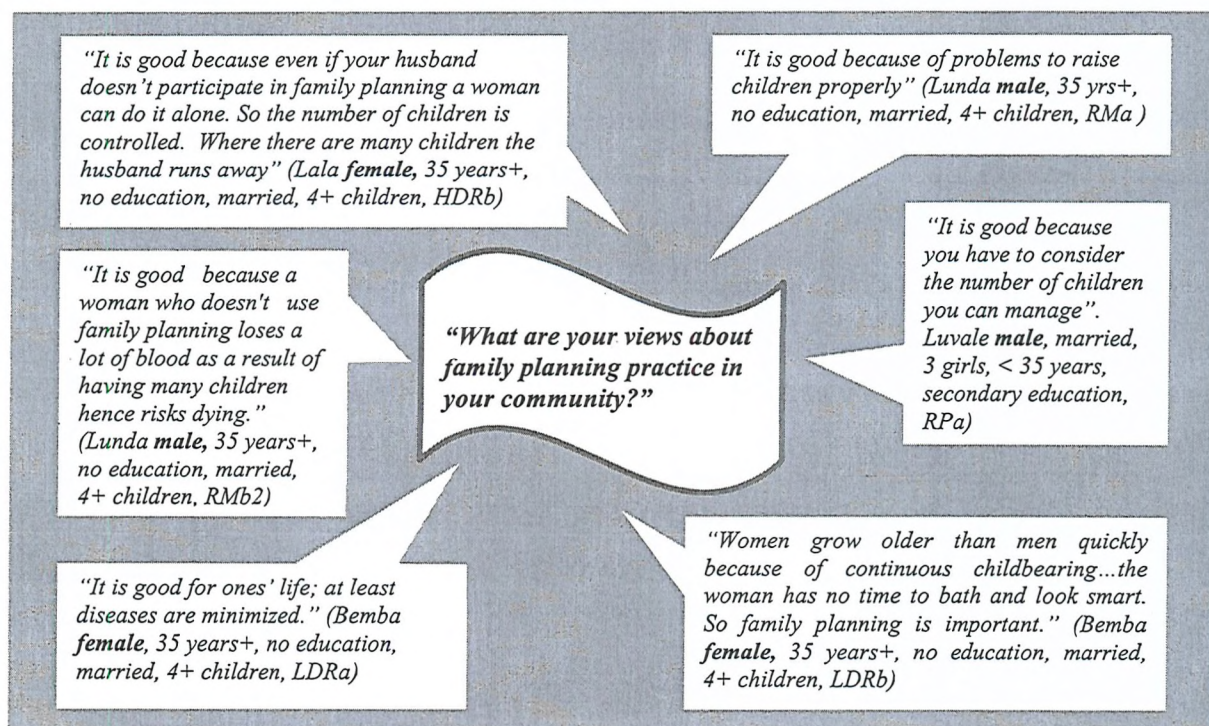 “It is good because even if your husband
doesn’t participate in family planning a woman
can do it alone. So the number of children is
controlled. Where there are many children the
husband runs away” (Lala female, 35 years+,
no education, married, 4+ children, HDRb)
“It is good because of problems to raise
children properly” (Lunda male, 35 yrs+,
no education, married, 4+ children, RMa )
“It is good because a
woman who doesn't use
family planning loses a
lot of blood as a result of
having many children
hence risks dying.”
(Lunda male, 35 years+,
no education, married,
4+ children, RMb2)
“What are your views about
family planning practice in
your community?”
“It is good because
you have to consider
the number of children
you can manage”.
Luvale male, married,
3 girls, < 35 years,
secondary education,
RPa)
“It is good for ones’ life; at least
diseases are minimized.” (Bemba
female, 35 years+, no education,
married, 4+ children, LDRa)
“Women grow older than men quickly
because of continuous childbearing...the
woman has no time to bath and look smart.
So family planning is important.” (Bemba
female, 35 years+, no education, married,
4+ children, LDRb)